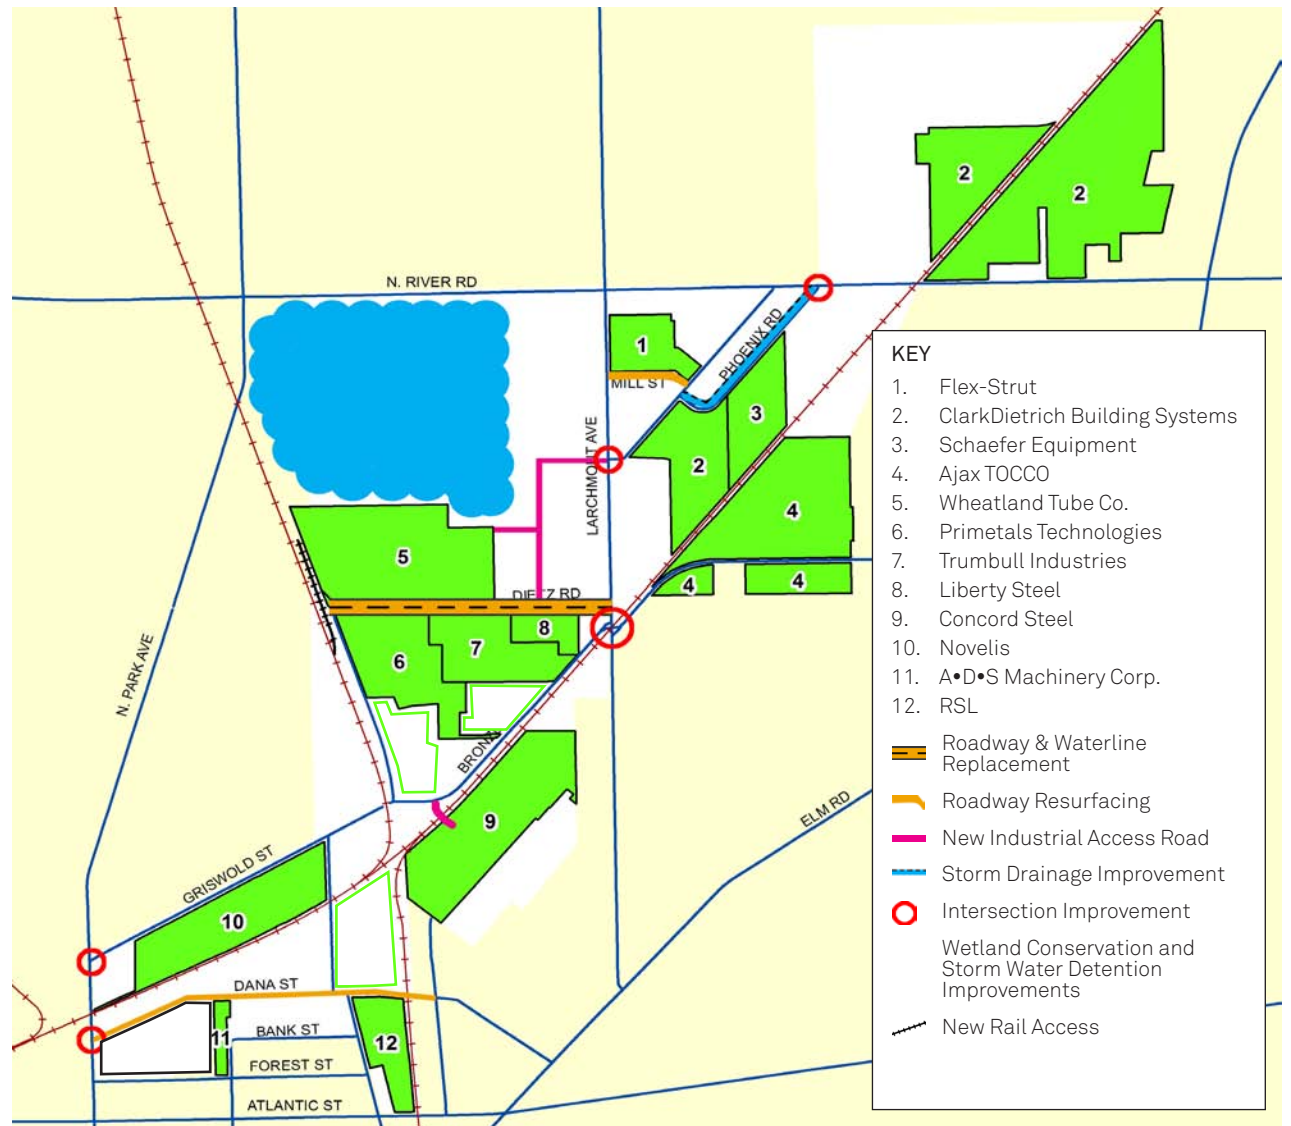 N. RIVER RD
2
2
1
MILL ST
PHOENIX RD
3
2
4
4
4
LARCHMONT AVE
5
DIETZ RD
8
7
6
N. PARK AVE
9
ELM RD
GRISWOLD ST
10
DANA ST
11
BANK ST
12
FOREST ST
ATLANTIC ST
KEY
1. Flex-Strut
2. ClarkDietrich Building Systems
3. Schaefer Equipment
4. Ajax TOCCO
5. Wheatland Tube Co.
6. Primetals Technologies
7. Trumbull Industries
8. Liberty Steel
9. Concord Steel
10. Novelis
11. A•D•S Machinery Corp.
12. RSL
Roadway & Waterline
Replacement
Roadway Resurfacing
New Industrial Access Road
Storm Drainage Improvement
Intersection Improvement
Wetland Conservation and
Storm Water Detention
Improvements
New Rail Access